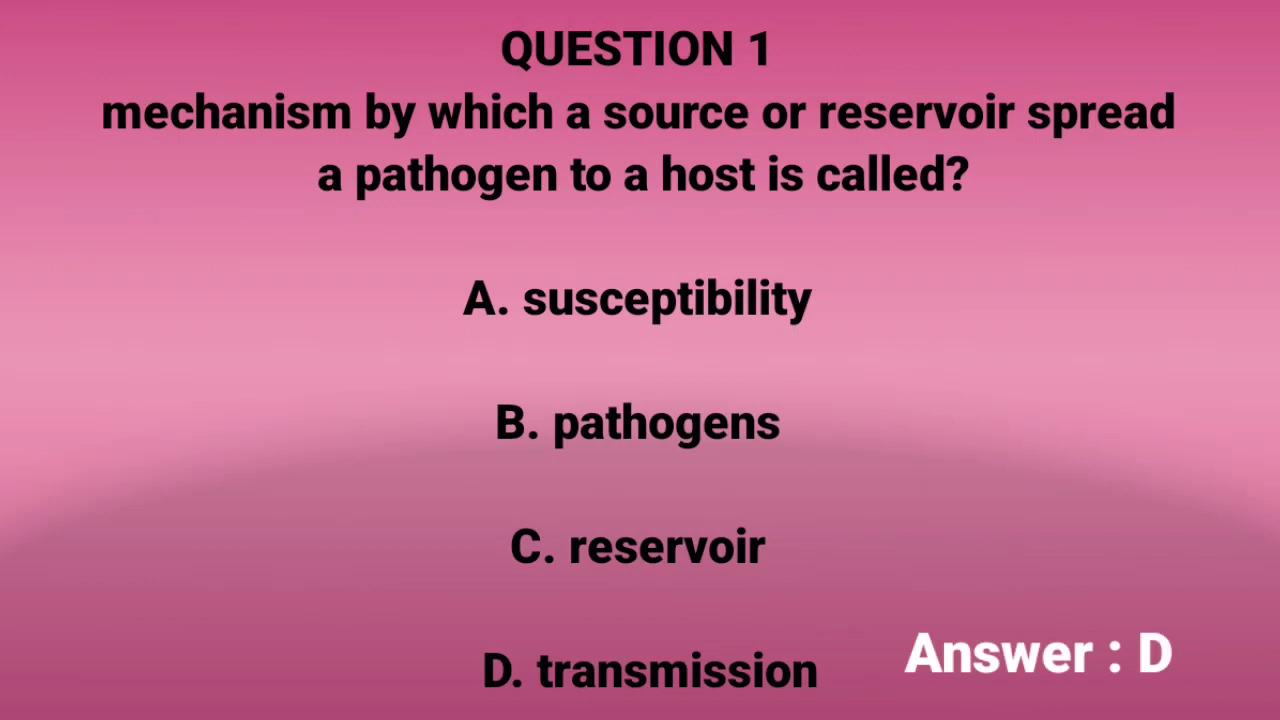 QUESTION 1
mechanism by which a source or reservoir spread
a pathogen to a host is called?
A. susceptibility
B. pathogens
C. reservoir
D. transmission
Answer : D